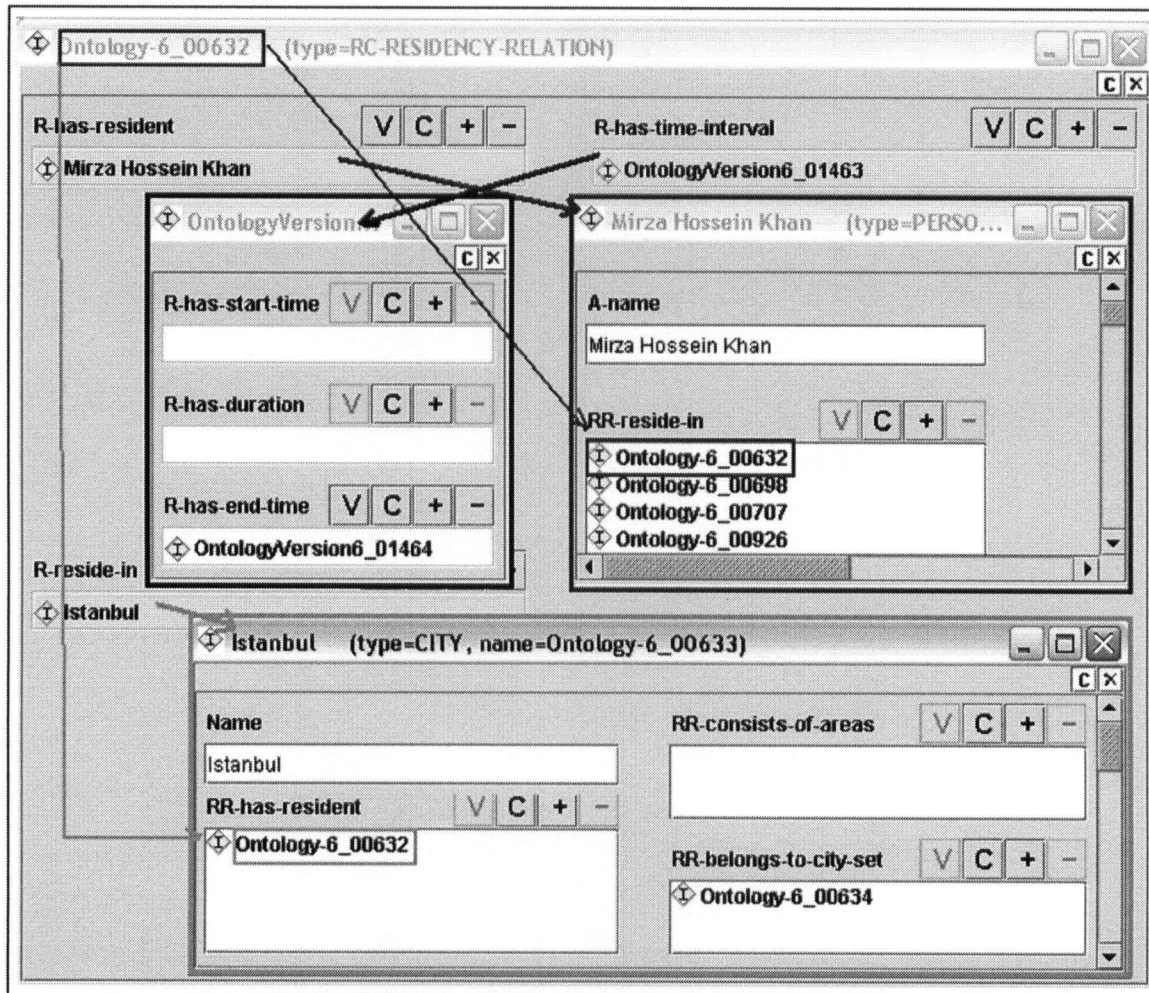 Ontology-6_00632 (type=RC-RESIDENCY-RELATION)
C ×
R-has-resident V C + −
Mirza Hossein Khan
R-has-time-interval V C + −
OntologyVersion6_01463
OntologyVersion...
C ×
R-has-start-time V C + −
R-has-duration V C + −
R-has-end-time V C + −
OntologyVersion6_01464
Mirza Hossein Khan (type=PERSO...
C ×
A-name
Mirza Hossein Khan
RR-reside-in V C + −
Ontology-6_00632
Ontology-6_00698
Ontology-6_00707
Ontology-6_00926
R-reside-in
Istanbul
Istanbul (type=CITY, name=Ontology-6_00633)
C ×
Name
Istanbul
RR-has-resident V C + −
Ontology-6_00632
RR-consists-of-areas V C + −
RR-belongs-to-city-set V C + −
Ontology-6_00634